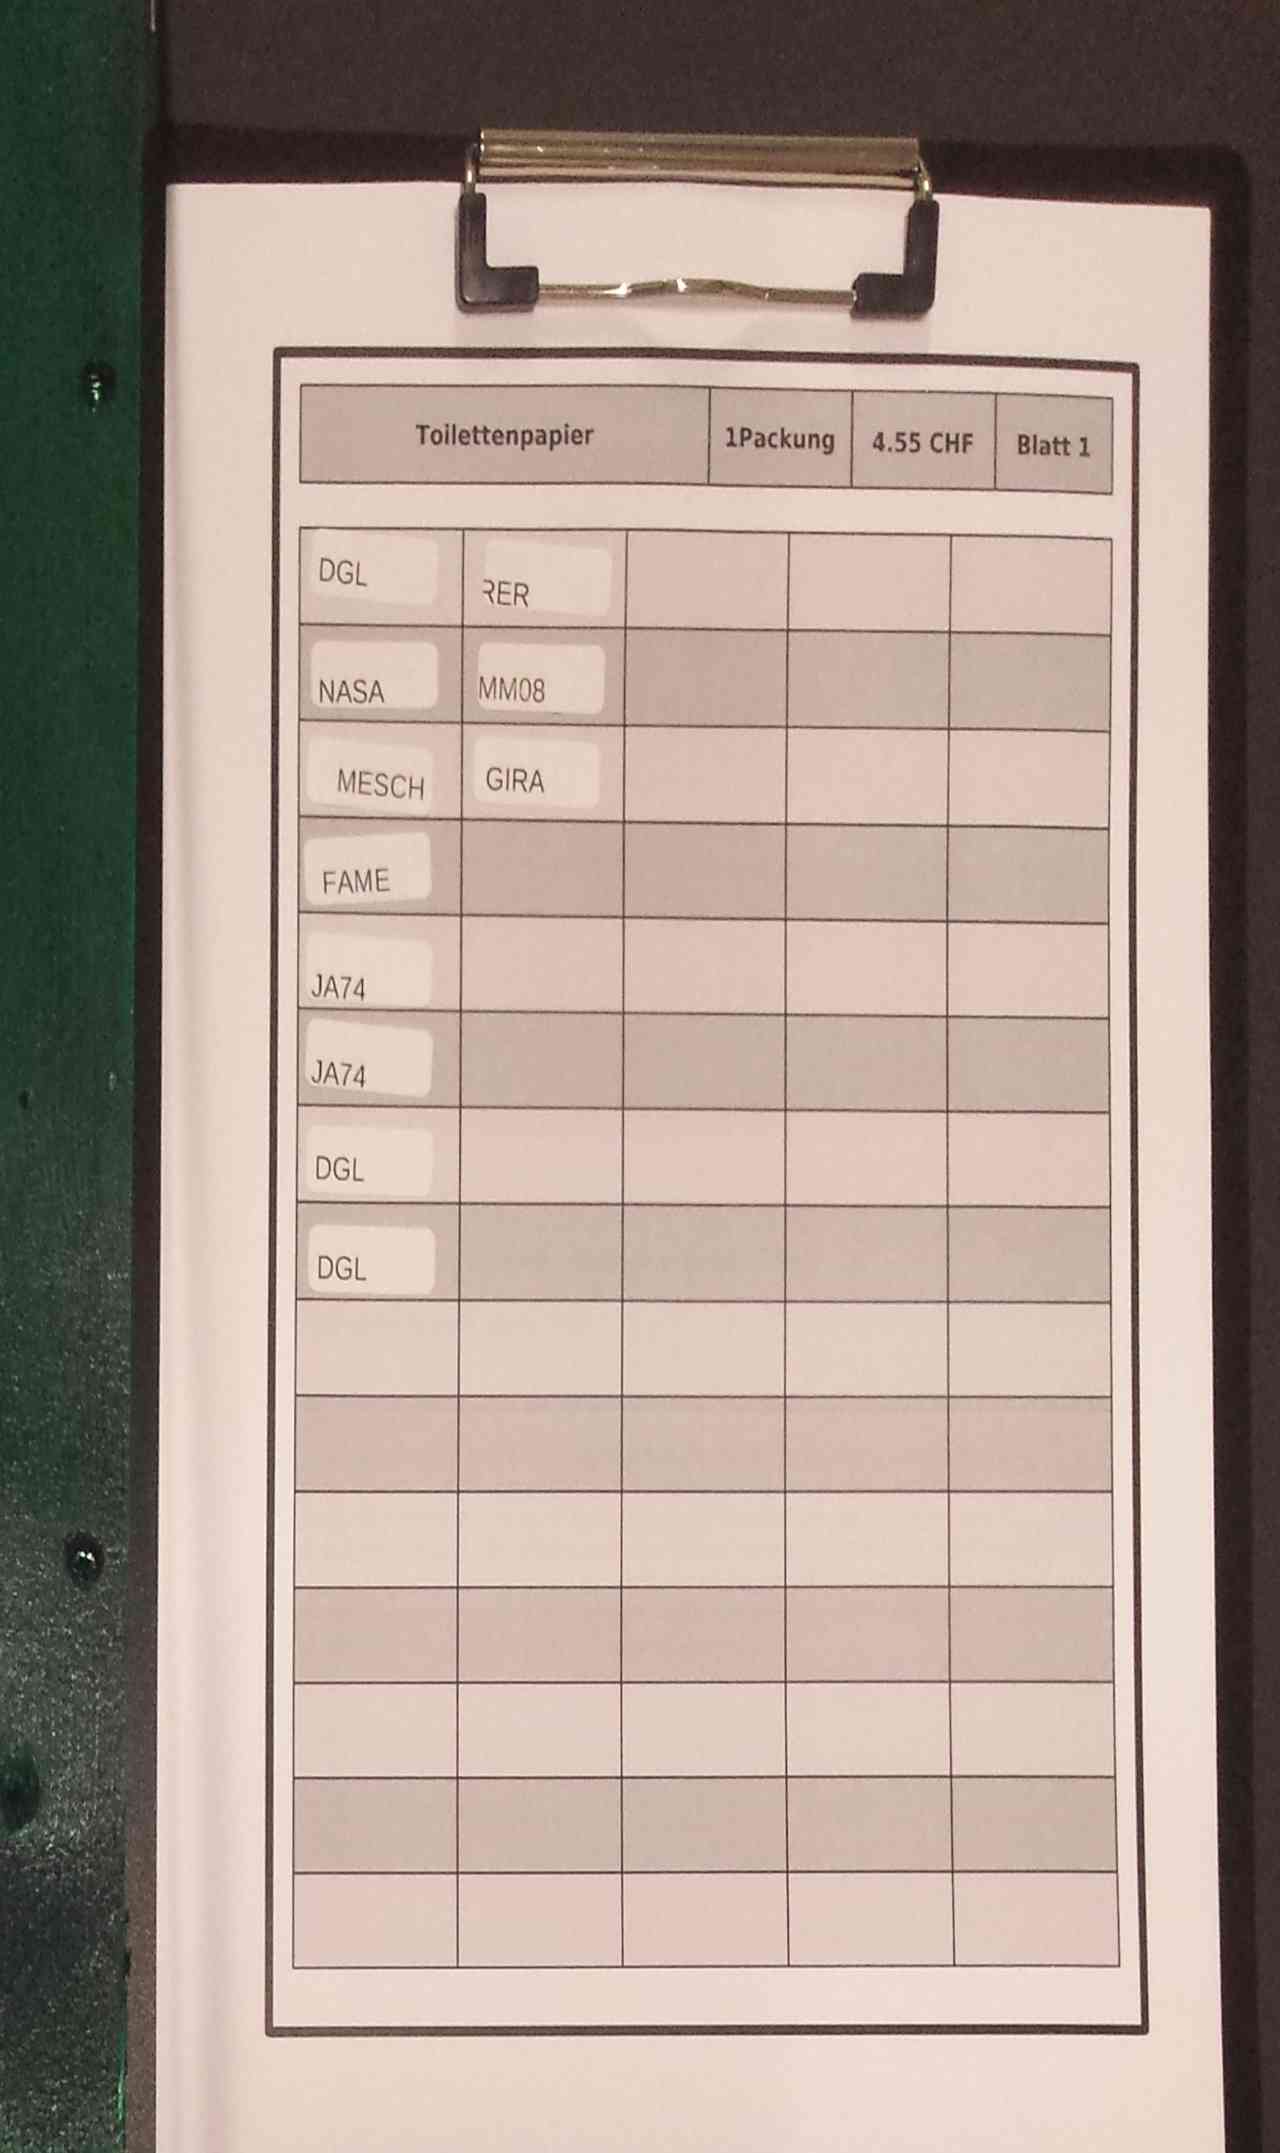 Toilettenpapier 1Packung 4.55 CHF Blatt 1
DGL RER
NASA MM08
MESCH GIRA
FAME
JA74
JA74
DGL
DGL